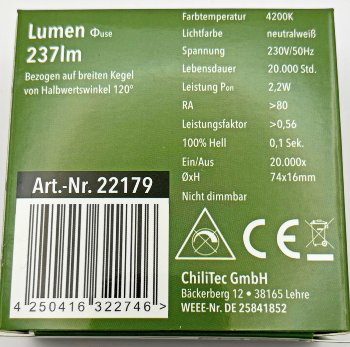 Lumen Φuse
237lm
Bezogen auf breiten Kegel
von Halbwertswinkel 120°
Farbtemperatur 4200K
Lichtfarbe neutralweiß
Spannung 230V/50Hz
Lebensdauer 20.000 Std.
Leistung Pon 2,2W
RA >80
Leistungsfaktor >0,56
100% Hell 0,1 Sek.
Ein/Aus 20.000x
ØxH 74x16mm
Nicht dimmbar
Art.-Nr. 22179
4 250416 322746 >
CE
ChiliTec GmbH
Bäckerberg 12 • 38165 Lehre
WEEE-Nr. DE 25841852